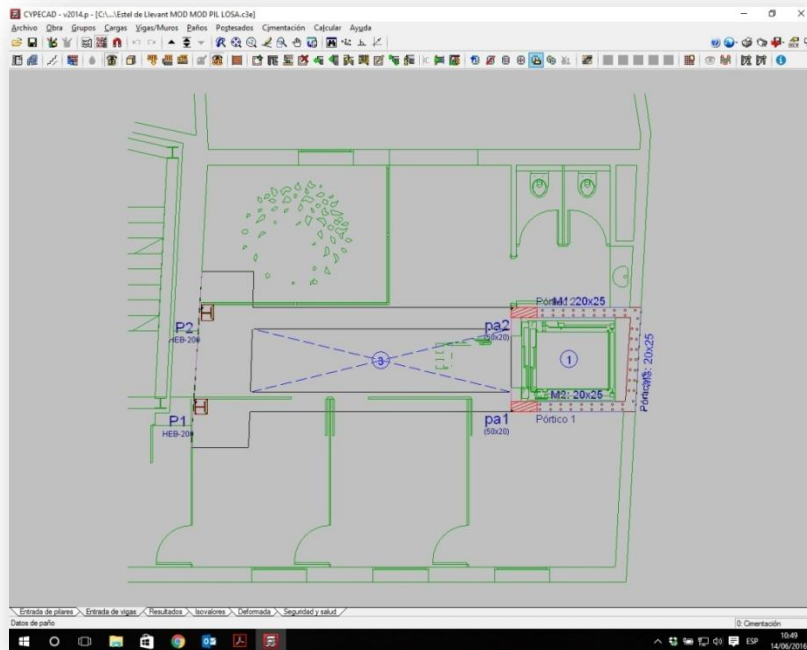 CYPECAD - v2014.p - [C:\...\Estel de Llevant MOD MOD PIL LOSA.c3e]
Archivo Obra Grupos Cargas Vigas/Muros Paños Postesados Cimentación Calcular Ayuda
Pórtico 2
M1: 20x25
P2
HEB-200
pa2
(50x20)
3
1
20x25
M2: 20x25
P1
HEB-200
pa1
(50x20)
Pórtico 1
Entrada de pilares
Entrada de vigas
Resultados
Isovalores
Deformada
Seguridad y salud
Datos de paño
0: Cimentación
ESP
10:49
14/06/2016